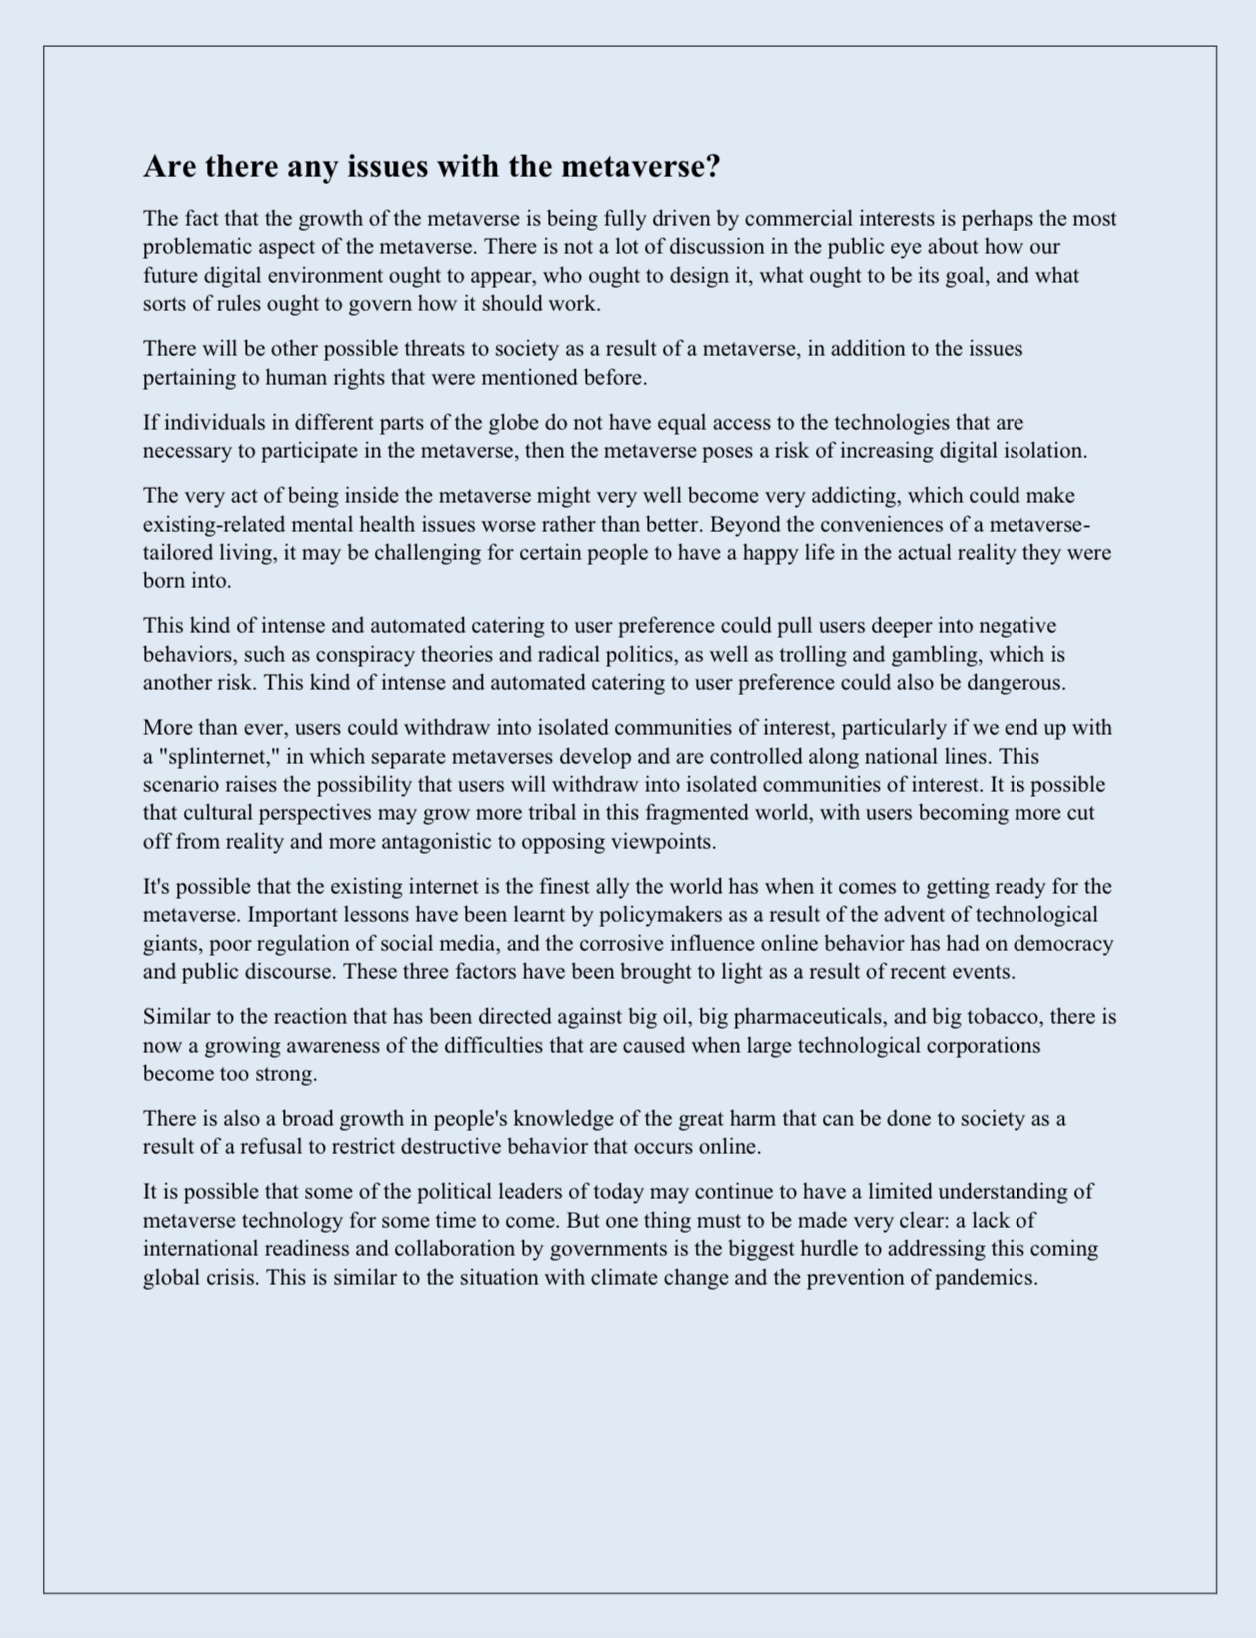 Are there any issues with the metaverse?
The fact that the growth of the metaverse is being fully driven by commercial interests is perhaps the most
problematic aspect of the metaverse. There is not a lot of discussion in the public eye about how our
future digital environment ought to appear, who ought to design it, what ought to be its goal, and what
sorts of rules ought to govern how it should work.
There will be other possible threats to society as a result of a metaverse, in addition to the issues
pertaining to human rights that were mentioned before.
If individuals in different parts of the globe do not have equal access to the technologies that are
necessary to participate in the metaverse, then the metaverse poses a risk of increasing digital isolation.
The very act of being inside the metaverse might very well become very addicting, which could make
existing-related mental health issues worse rather than better. Beyond the conveniences of a metaverse-
tailored living, it may be challenging for certain people to have a happy life in the actual reality they were
born into.
This kind of intense and automated catering to user preference could pull users deeper into negative
behaviors, such as conspiracy theories and radical politics, as well as trolling and gambling, which is
another risk. This kind of intense and automated catering to user preference could also be dangerous.
More than ever, users could withdraw into isolated communities of interest, particularly if we end up with
a "splinternet," in which separate metaverses develop and are controlled along national lines. This
scenario raises the possibility that users will withdraw into isolated communities of interest. It is possible
that cultural perspectives may grow more tribal in this fragmented world, with users becoming more cut
off from reality and more antagonistic to opposing viewpoints.
It's possible that the existing internet is the finest ally the world has when it comes to getting ready for the
metaverse. Important lessons have been learnt by policymakers as a result of the advent of technological
giants, poor regulation of social media, and the corrosive influence online behavior has had on democracy
and public discourse. These three factors have been brought to light as a result of recent events.
Similar to the reaction that has been directed against big oil, big pharmaceuticals, and big tobacco, there is
now a growing awareness of the difficulties that are caused when large technological corporations
become too strong.
There is also a broad growth in people's knowledge of the great harm that can be done to society as a
result of a refusal to restrict destructive behavior that occurs online.
It is possible that some of the political leaders of today may continue to have a limited understanding of
metaverse technology for some time to come. But one thing must to be made very clear: a lack of
international readiness and collaboration by governments is the biggest hurdle to addressing this coming
global crisis. This is similar to the situation with climate change and the prevention of pandemics.